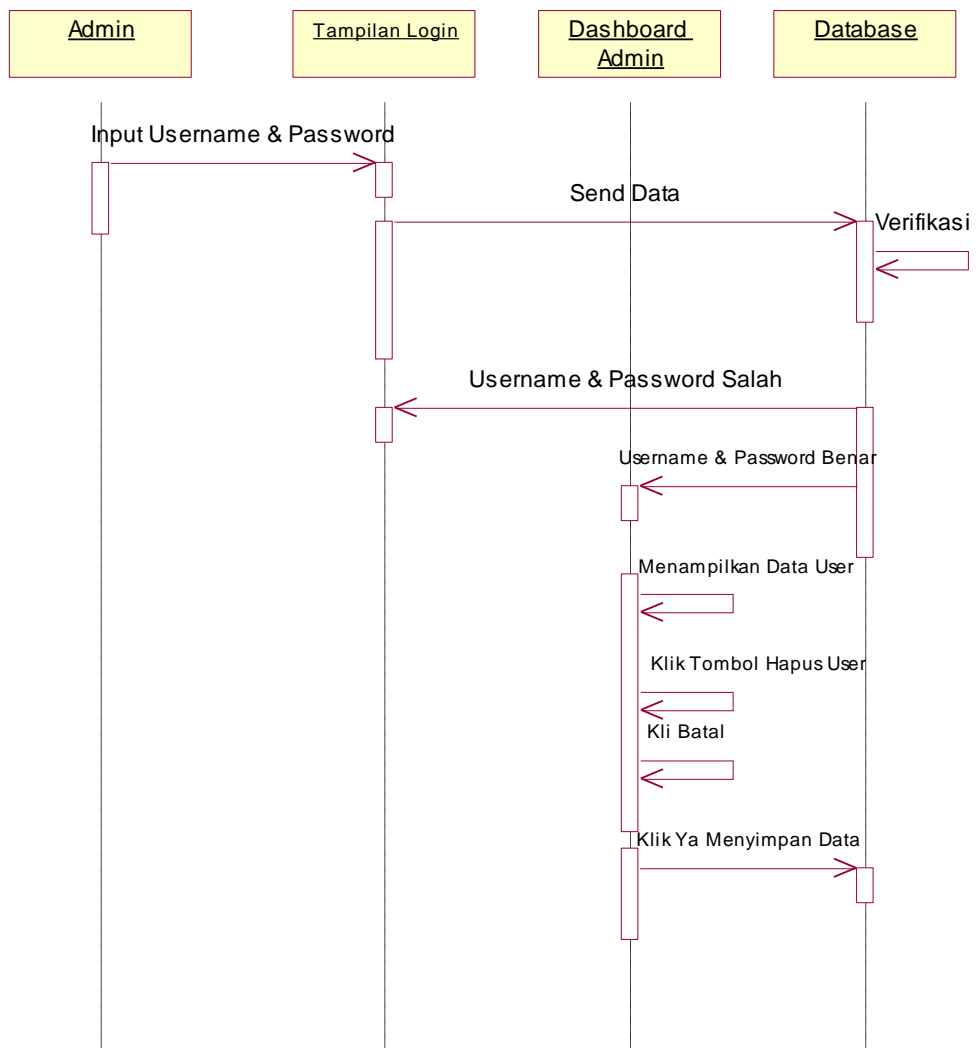 Admin
Tampilan Login
Dashboard
Admin
Database
Input Username & Password
Send Data
Verifikasi
Username & Password Salah
Username & Password Benar
Menampilkan Data User
Klik Tombol Hapus User
Kli Batal
Klik Ya Menyimpan Data